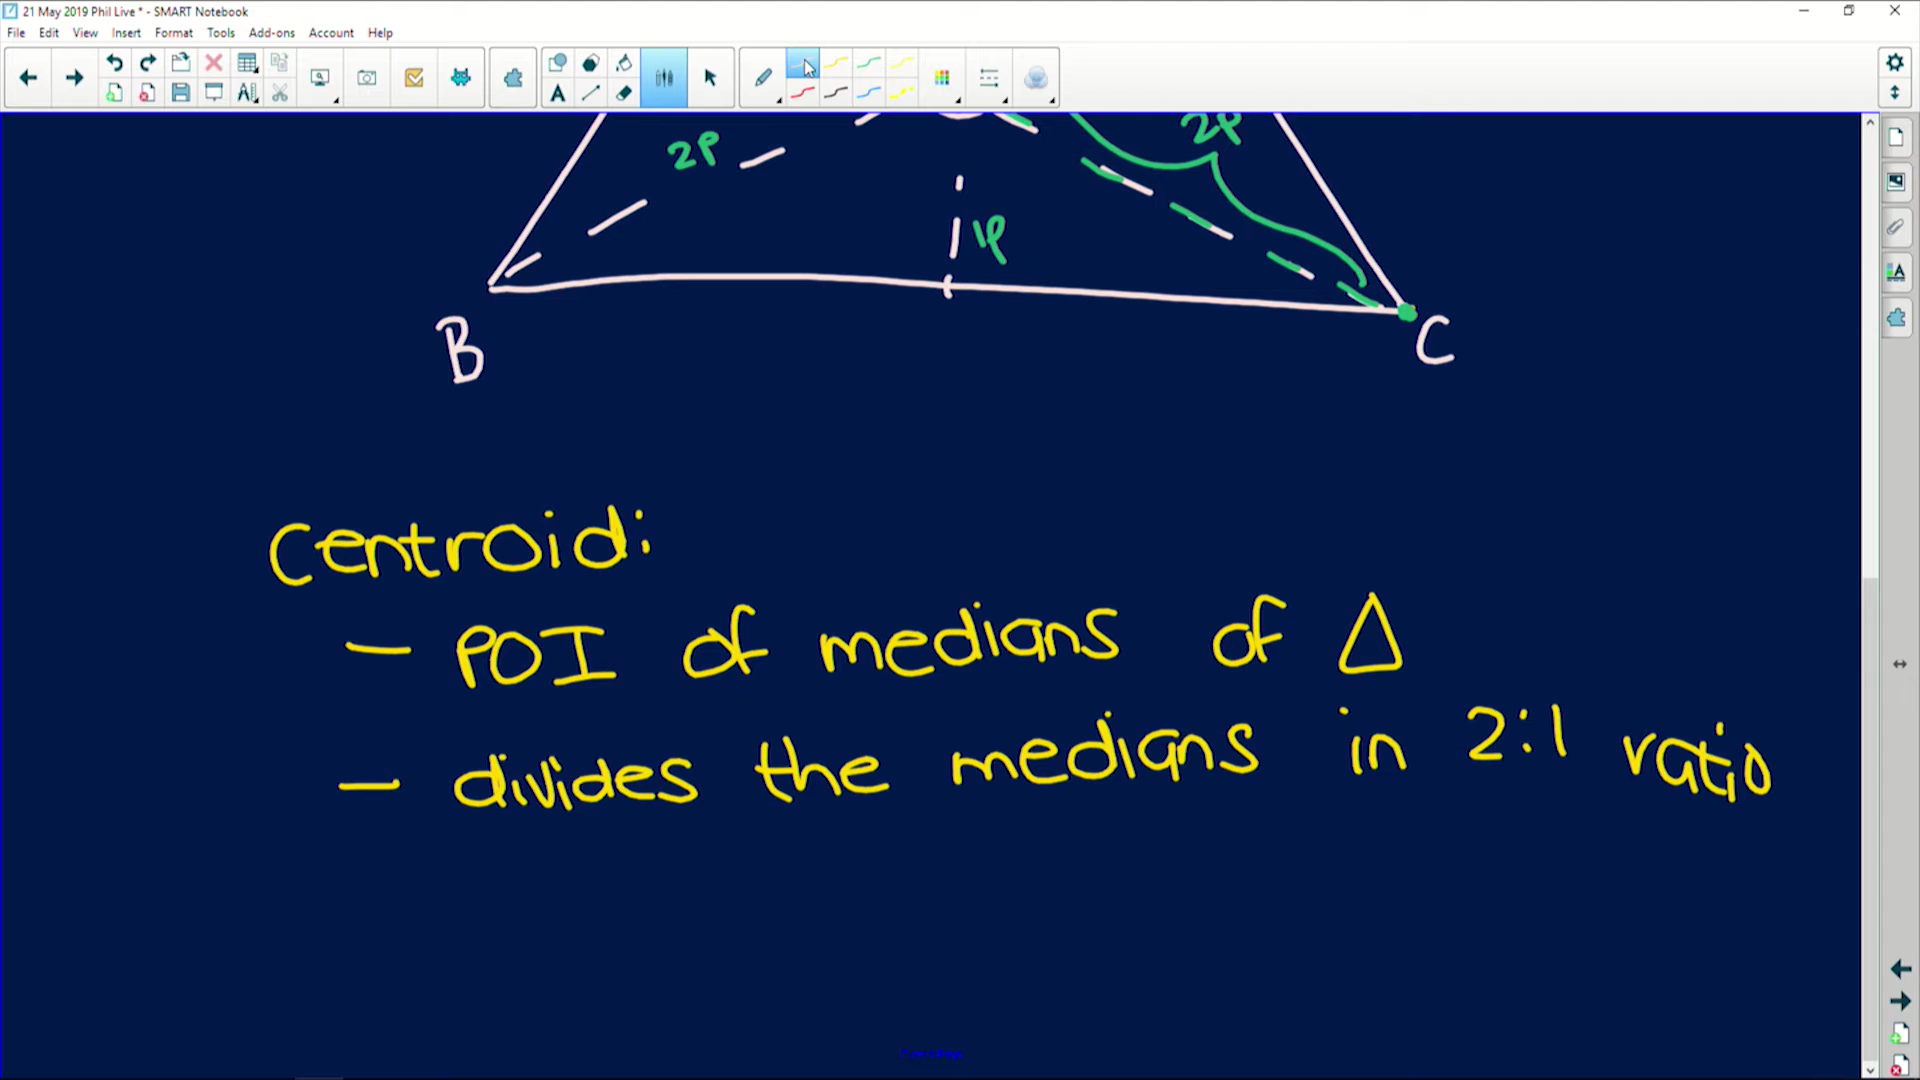 21 May 2019 Phil Live * - SMART Notebook
File Edit View Insert Format Tools Add-ons Account Help
2P
2P
1P
B
C
Centroid:
- POI of medians of Δ
- divides the medians in 2:1 ratio